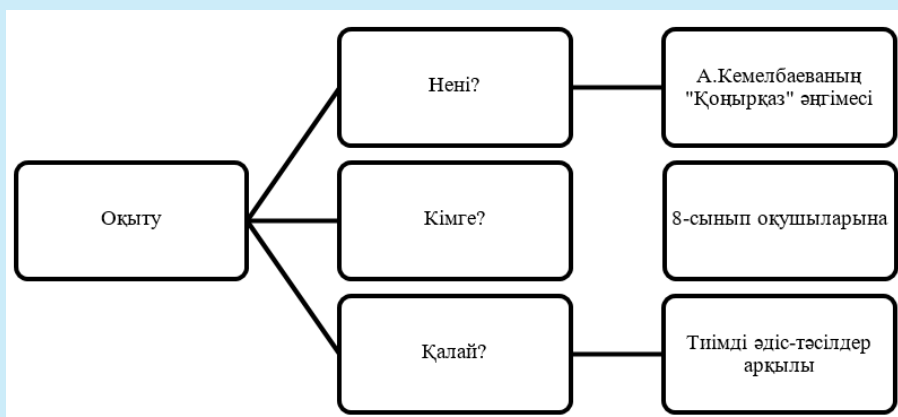 Оқыту
Нені?
А.Кемелбаеваның
"Қоңырқаз" әңгімесі
Кімге?
8-сынып оқушыларына
Қалай?
Тиімді әдіс-тәсілдер
арқылы